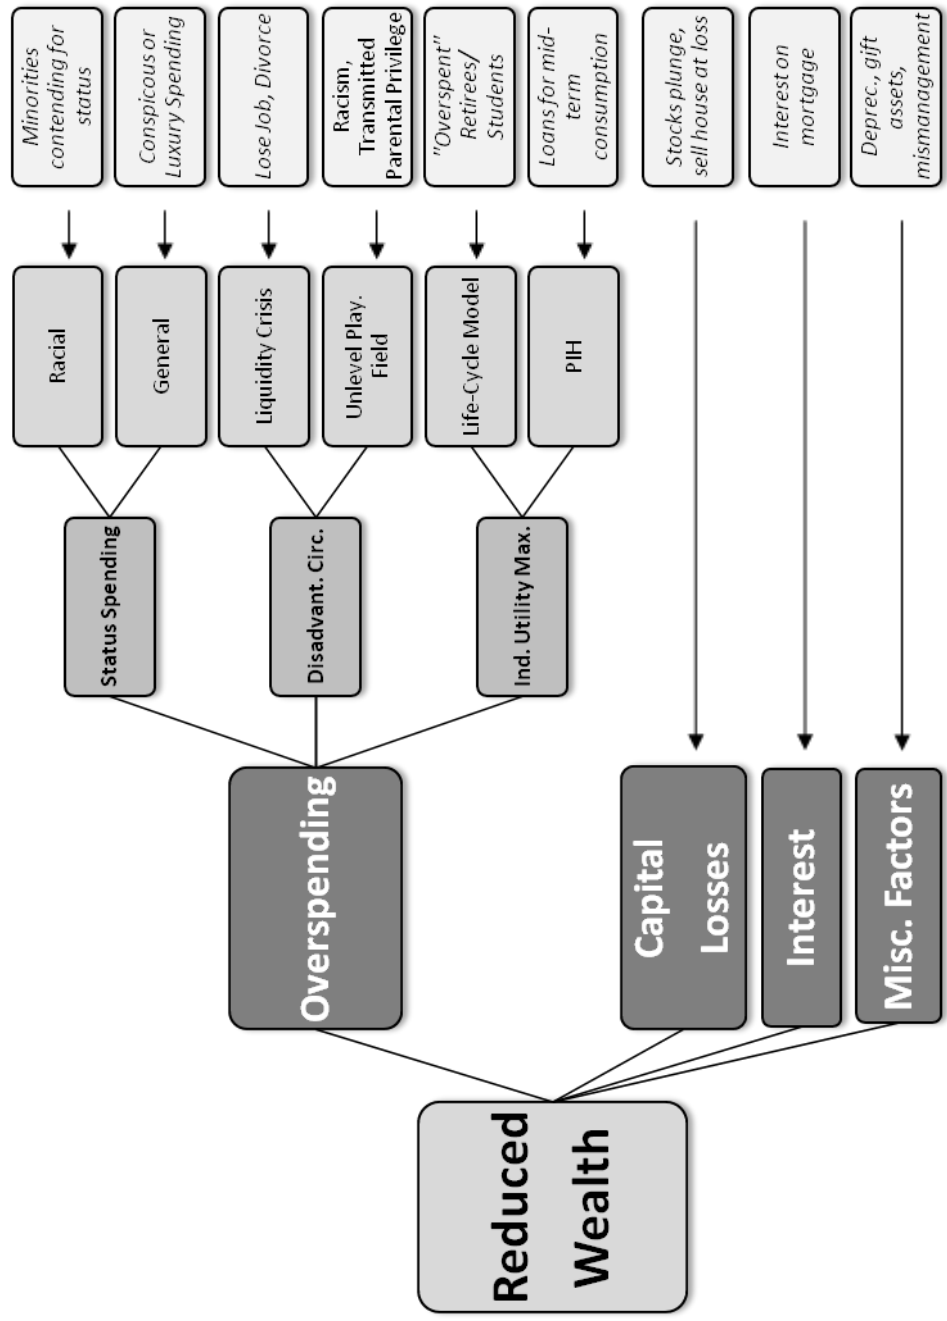 Reduced
Wealth
Overspending
Capital
Losses
Interest
Misc. Factors
Status Spending
Disadvant. Circ.
Ind. Utility Max.
Racial
General
Liquidity Crisis
Unlevel Play.
Field
Life-Cycle Model
PIH
Minorities
contending for
status
Conspicous or
Luxury Spending
Lose Job, Divorce
Racism,
Transmitted
Parental Privilege
"Overspent"
Retirees/
Students
Loans for mid-
term
consumption
Stocks plunge,
sell house at loss
Interest on
mortgage
Deprec., gift
assets,
mismanagement